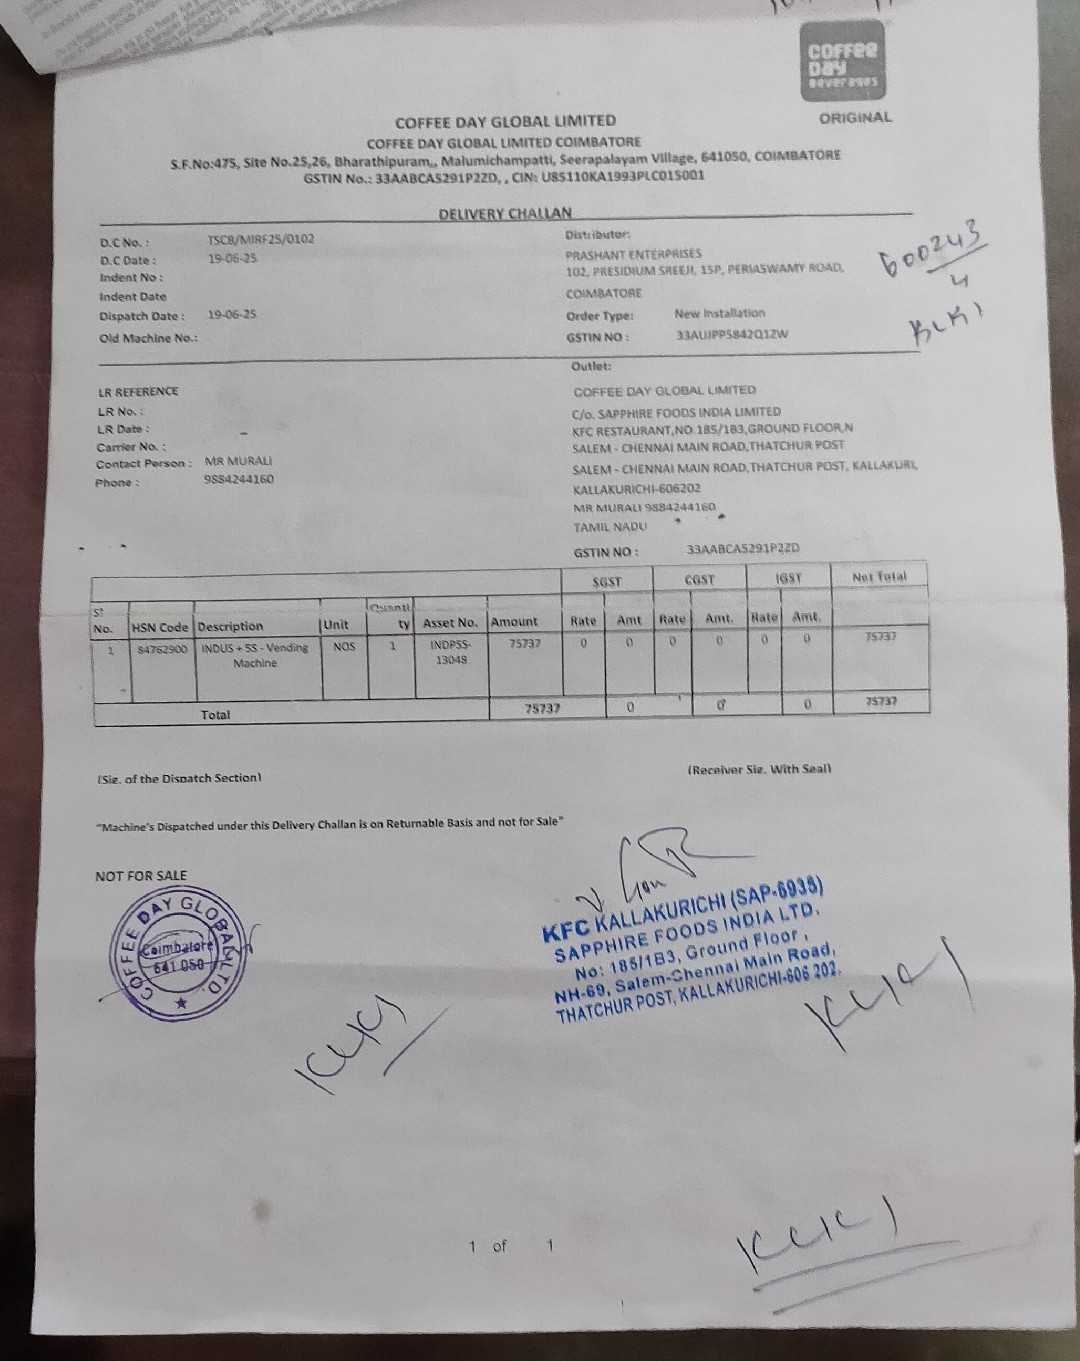 COFFEE
DAY
Beverages
ORIGINAL
COFFEE DAY GLOBAL LIMITED
COFFEE DAY GLOBAL LIMITED COIMBATORE
S.F.No:475, Site No.25,26, Bharathipuram,, Malumichampatti, Seerapalayam Village, 641050, COIMBATORE
GSTIN No.: 33AABCA5291P2ZD, , CIN: U85110KA1993PLC015001
DELIVERY CHALLAN
D.C No. : TSCB/MIRF25/0102
D.C Date : 19-06-25
Indent No :
Indent Date
Dispatch Date : 19-06-25
Old Machine No.:
Distributor:
PRASHANT ENTERPRISES
102, PRESIDIUM SREEJI, 15P, PERIASWAMY ROAD,
COIMBATORE
Order Type: New Installation
GSTIN NO : 33AUJPP5842Q1ZW
600243
4
KLK1
LR REFERENCE
LR No. :
LR Date :
Carrier No. :
Contact Person : MR MURALI
Phone : 9884244160
Outlet:
COFFEE DAY GLOBAL LIMITED
C/o. SAPPHIRE FOODS INDIA LIMITED
KFC RESTAURANT,NO.185/1B3,GROUND FLOOR,N
SALEM - CHENNAI MAIN ROAD,THATCHUR POST
SALEM - CHENNAI MAIN ROAD,THATCHUR POST, KALLAKURI,
KALLAKURICHI-606202
MR MURALI 9884244160
TAMIL NADU
GSTIN NO : 33AABCA5291P2ZD
SGST CGST IGST Net Total
Sl No. HSN Code Description Unit Quantity Asset No. Amount Rate Amt Rate Amt. Rate Amt.
1 84762900 INDUS + 5S - Vending Machine NOS 1 INDP5S-13048 75737 0 0 0 0 0 0 75737
Total 75737 0 0 0 75737
(Sig. of the Dispatch Section)
(Receiver Sig. With Seal)
"Machine's Dispatched under this Delivery Challan is on Returnable Basis and not for Sale"
NOT FOR SALE
COFFEE DAY GLOBAL LTD.
Coimbatore
641 050
KFC KALLAKURICHI (SAP-6938)
SAPPHIRE FOODS INDIA LTD.
No: 185/1B3, Ground Floor,
NH-69, Salem-Chennai Main Road,
THATCHUR POST, KALLAKURICHI-606 202.
1 of 1